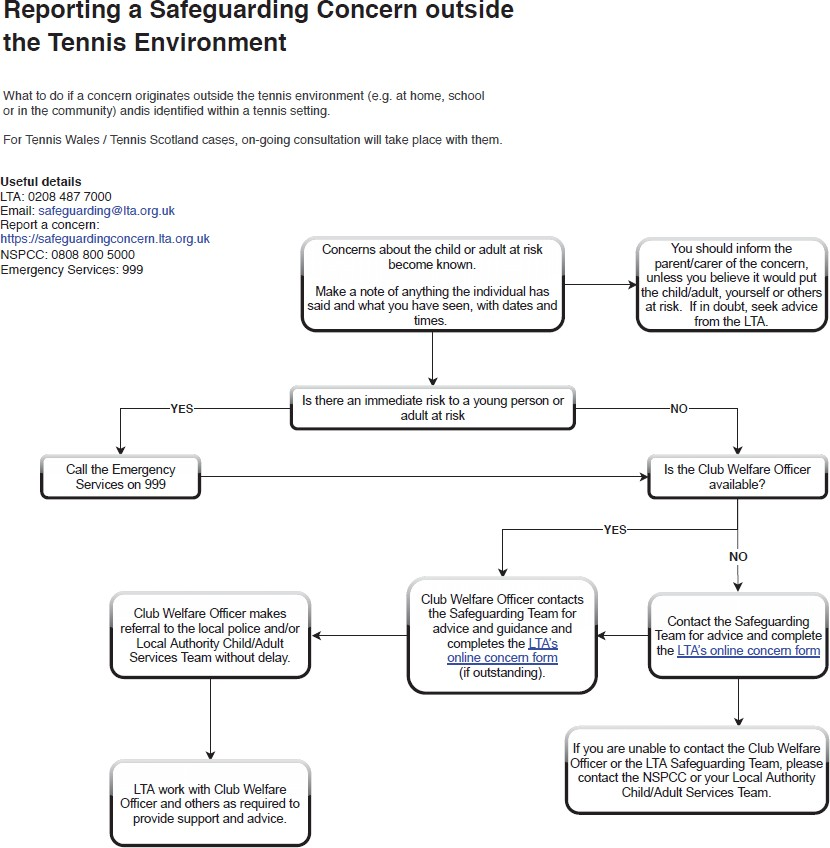 Reporting a Safeguarding Concern outside
the Tennis Environment
What to do if a concern originates outside the tennis environment (e.g. at home, school
or in the community) andis identified within a tennis setting.
For Tennis Wales / Tennis Scotland cases, on-going consultation will take place with them.
Useful details
LTA: 0208 487 7000
Email: safeguarding@lta.org.uk
Report a concern:
https://safeguardingconcern.lta.org.uk
NSPCC: 0808 800 5000
Emergency Services: 999
Concerns about the child or adult at risk
become known.
Make a note of anything the individual has
said and what you have seen, with dates and
times.
You should inform the
parent/carer of the concern,
unless you believe it would put
the child/adult, yourself or others
at risk. If in doubt, seek advice
from the LTA.
Is there an immediate risk to a young person or
adult at risk
YES
NO
Call the Emergency
Services on 999
Is the Club Welfare Officer
available?
YES
NO
Club Welfare Officer makes
referral to the local police and/or
Local Authority Child/Adult
Services Team without delay.
Club Welfare Officer contacts
the Safeguarding Team for
advice and guidance and
completes the LTA's
online concern form
(if outstanding).
Contact the Safeguarding
Team for advice and complete
the LTA's online concern form
If you are unable to contact the Club Welfare
Officer or the LTA Safeguarding Team, please
contact the NSPCC or your Local Authority
Child/Adult Services Team.
LTA work with Club Welfare
Officer and others as required to
provide support and advice.